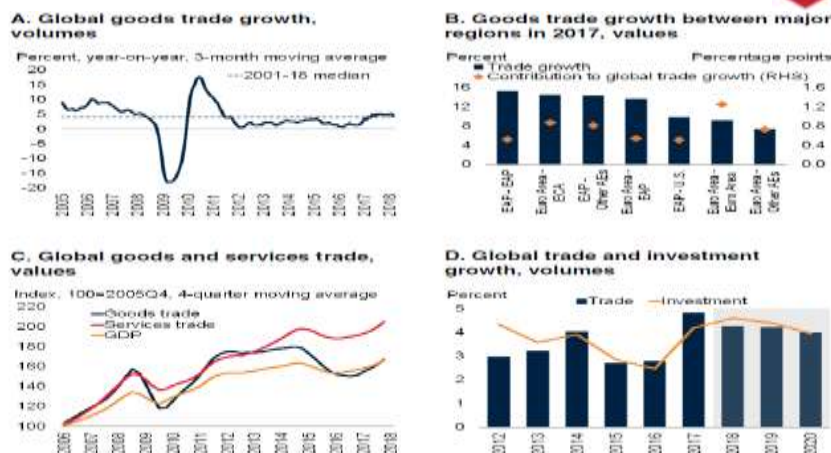 A. Global goods trade growth,
volumes
Percent, year-on-year, 3-month moving average
2001-18 median
20
15
10
5
0
-5
-10
-15
-20
2005
2006
2007
2008
2009
2010
2011
2012
2013
2014
2015
2016
2017
2018
B. Goods trade growth between major
regions in 2017, values
Percent
Percentage points
Trade growth
Contribution to global trade growth (RHS)
16
12
8
4
0
1.6
1.2
0.8
0.4
0.0
EAP - EAP
Euro Area -
ECA
EAP -
Other AEs
Euro Area -
EAP
EAP - U.S.
Euro Area -
Euro Area
Euro Area -
Other AEs
C. Global goods and services trade,
values
Index, 100=2005Q4, 4-quarter moving average
Goods trade
Services trade
GDP
220
200
180
160
140
120
100
2006
2007
2008
2009
2010
2011
2012
2013
2014
2015
2016
2017
2018
D. Global trade and investment
growth, volumes
Percent
Trade
Investment
5
4
3
2
1
0
2012
2013
2014
2015
2016
2017
2018
2019
2020